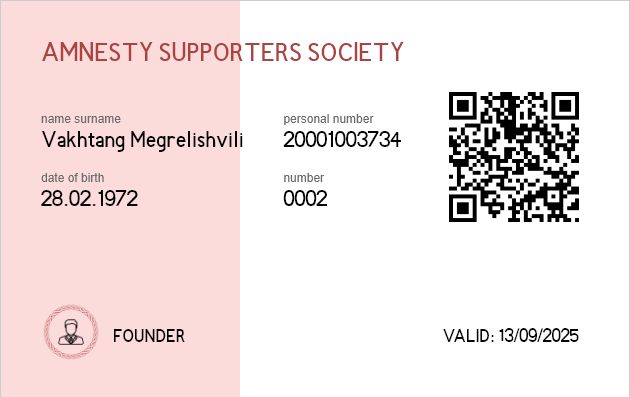 AMNESTY SUPPORTERS SOCIETY
name surname
Vakhtang Megrelishvili
personal number
20001003734
date of birth
28.02.1972
number
0002
FOUNDER
VALID: 13/09/2025